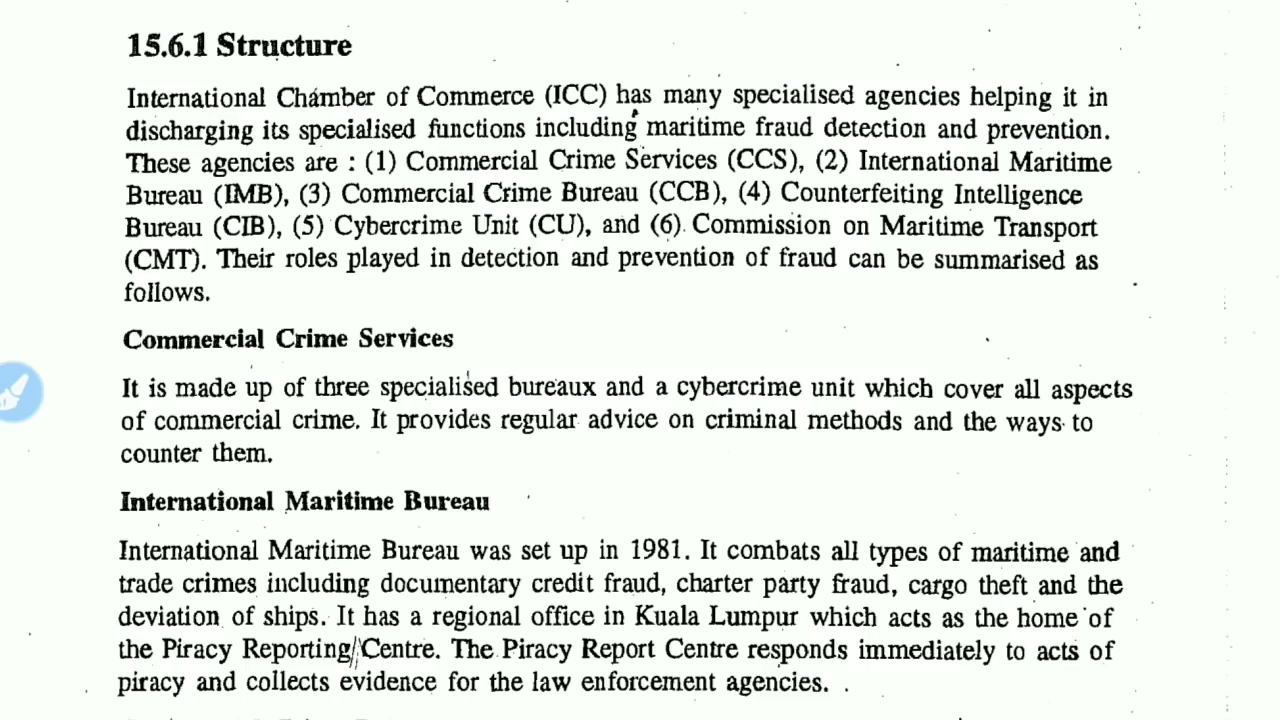 15.6.1 Structure
International Chamber of Commerce (ICC) has many specialised agencies helping it in
discharging its specialised functions including maritime fraud detection and prevention.
These agencies are : (1) Commercial Crime Services (CCS), (2) International Maritime
Bureau (IMB), (3) Commercial Crime Bureau (CCB), (4) Counterfeiting Intelligence
Bureau (CIB), (5) Cybercrime Unit (CU), and (6) Commission on Maritime Transport
(CMT). Their roles played in detection and prevention of fraud can be summarised as
follows.
Commercial Crime Services
It is made up of three specialised bureaux and a cybercrime unit which cover all aspects
of commercial crime. It provides regular advice on criminal methods and the ways to
counter them.
International Maritime Bureau
International Maritime Bureau was set up in 1981. It combats all types of maritime and
trade crimes including documentary credit fraud, charter party fraud, cargo theft and the
deviation of ships. It has a regional office in Kuala Lumpur which acts as the home of
the Piracy Reporting Centre. The Piracy Report Centre responds immediately to acts of
piracy and collects evidence for the law enforcement agencies.